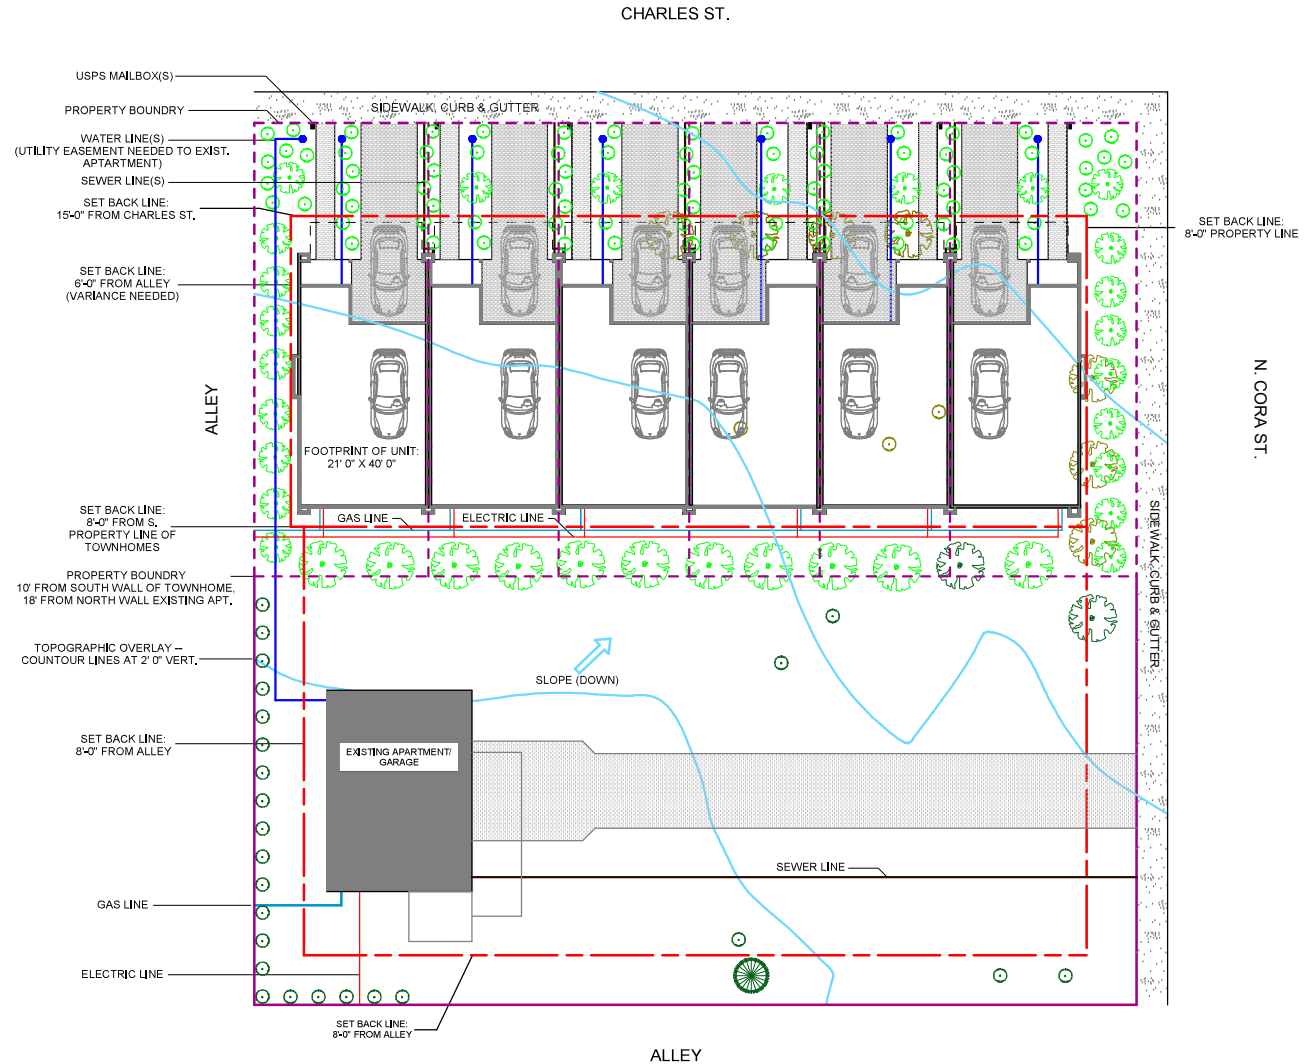 CHARLES ST.
USPS MAILBOX(S)
PROPERTY BOUNDRY
SIDEWALK, CURB & GUTTER
WATER LINE(S)
(UTILITY EASEMENT NEEDED TO EXIST.
APTARTMENT)
SEWER LINE(S)
SET BACK LINE:
15'-0" FROM CHARLES ST.
SET BACK LINE:
8'-0" PROPERTY LINE
SET BACK LINE:
6'-0" FROM ALLEY
(VARIANCE NEEDED)
ALLEY
N. CORA ST.
FOOTPRINT OF UNIT:
21' 0" X 40' 0"
SET BACK LINE:
8'-0" FROM S.
PROPERTY LINE OF
TOWNHOMES
GAS LINE
ELECTRIC LINE
SIDEWALK, CURB & GUTTER
PROPERTY BOUNDRY
10' FROM SOUTH WALL OF TOWNHOME,
18' FROM NORTH WALL EXISTING APT.
TOPOGRAPHIC OVERLAY --
COUNTOUR LINES AT 2' 0" VERT.
SLOPE (DOWN)
SET BACK LINE:
8'-0" FROM ALLEY
EXISTING APARTMENT/
GARAGE
SEWER LINE
GAS LINE
ELECTRIC LINE
SET BACK LINE:
8'-0" FROM ALLEY
ALLEY